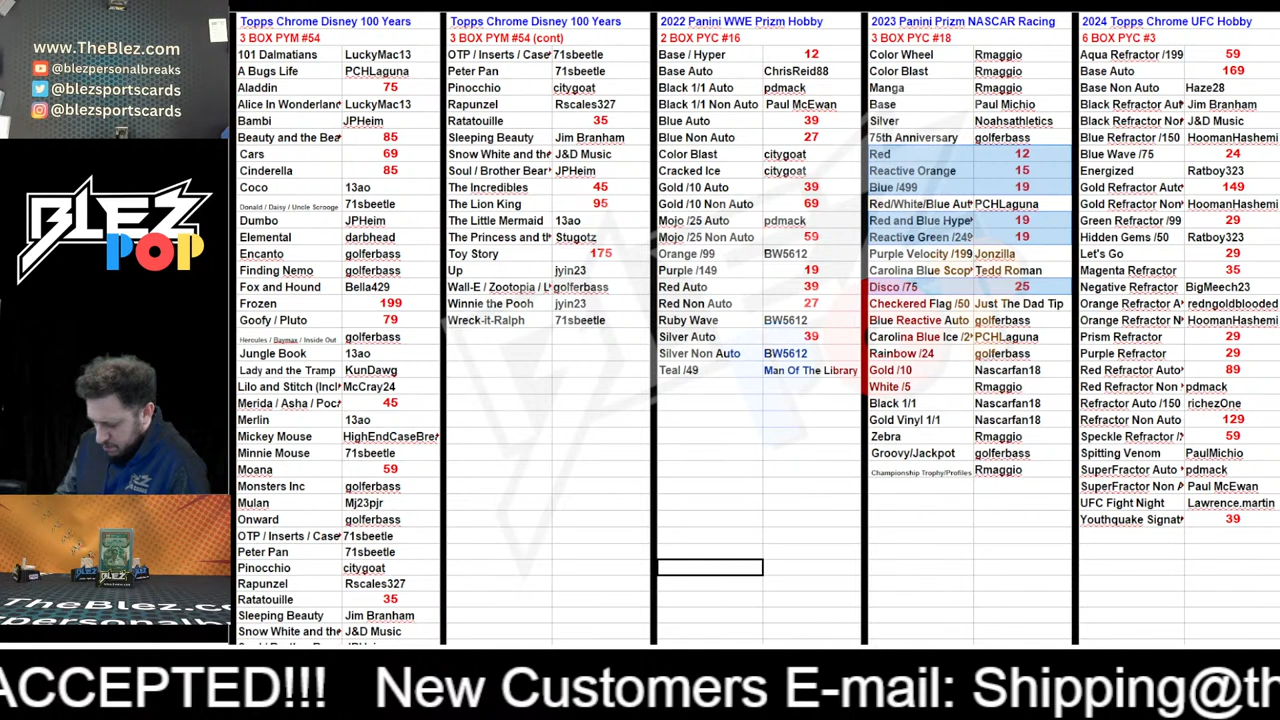 www.TheBlez.com
@blezpersonalbreaks
@blezsportscards
@blezsportscards
BLEZ
POP
BLEZ
BLEZ
TheBlez.co
Topps Chrome Disney 100 Years
3 BOX PYM #54
101 Dalmatians LuckyMac13
A Bugs Life PCHLaguna
Aladdin 75
Alice In Wonderland LuckyMac13
Bambi JPHeim
Beauty and the Bea 85
Cars 69
Cinderella 85
Coco 13ao
Donald / Daisy / Uncle Scrooge 71sbeetle
Dumbo JPHeim
Elemental darbhead
Encanto golferbass
Finding Nemo golferbass
Fox and Hound Bella429
Frozen 199
Goofy / Pluto 79
Hercules / Baymax / Inside Out golferbass
Jungle Book 13ao
Lady and the Tramp KunDawg
Lilo and Stitch (Incl McCray24
Merida / Asha / Poca 45
Merlin 13ao
Mickey Mouse HighEndCaseBre
Minnie Mouse 71sbeetle
Moana 59
Monsters Inc golferbass
Mulan Mj23pjr
Onward golferbass
OTP / Inserts / Case 71sbeetle
Peter Pan 71sbeetle
Pinocchio citygoat
Rapunzel Rscales327
Ratatouille 35
Sleeping Beauty Jim Branham
Snow White and the J&D Music
Topps Chrome Disney 100 Years
3 BOX PYM #54 (cont)
OTP / Inserts / Case 71sbeetle
Peter Pan 71sbeetle
Pinocchio citygoat
Rapunzel Rscales327
Ratatouille 35
Sleeping Beauty Jim Branham
Snow White and the J&D Music
Soul / Brother Bear JPHeim
The Incredibles 45
The Lion King 95
The Little Mermaid 13ao
The Princess and th Stugotz
Toy Story 175
Up jyin23
Wall-E / Zootopia / L golferbass
Winnie the Pooh jyin23
Wreck-it-Ralph 71sbeetle
2022 Panini WWE Prizm Hobby
2 BOX PYC #16
Base / Hyper 12
Base Auto ChrisReid88
Black 1/1 Auto pdmack
Black 1/1 Non Auto Paul McEwan
Blue Auto 39
Blue Non Auto 27
Color Blast citygoat
Cracked Ice citygoat
Gold /10 Auto 39
Gold /10 Non Auto 69
Mojo /25 Auto pdmack
Mojo /25 Non Auto 59
Orange /99 BW5612
Purple /149 19
Red Auto 39
Red Non Auto 27
Ruby Wave BW5612
Silver Auto 39
Silver Non Auto BW5612
Teal /49 Man Of The Library
2023 Panini Prizm NASCAR Racing
3 BOX PYC #18
Color Wheel Rmaggio
Color Blast Rmaggio
Manga Rmaggio
Base Paul Michio
Silver Noahsathletics
75th Anniversary golferbass
Red 12
Reactive Orange 15
Blue /499 19
Red/White/Blue Aut PCHLaguna
Red and Blue Hype 19
Reactive Green /249 19
Purple Velocity /199 Jonzilla
Carolina Blue Scop Tedd Roman
Disco /75 25
Checkered Flag /50 Just The Dad Tip
Blue Reactive Auto golferbass
Carolina Blue Ice /2 PCHLaguna
Rainbow /24 golferbass
Gold /10 Nascarfan18
White /5 Rmaggio
Black 1/1 Nascarfan18
Gold Vinyl 1/1 Nascarfan18
Zebra Rmaggio
Groovy/Jackpot golferbass
Championship Trophy/Profiles Rmaggio
2024 Topps Chrome UFC Hobby
6 BOX PYC #3
Aqua Refractor /199 59
Base Auto 169
Base Non Auto Haze28
Black Refractor Aut Jim Branham
Black Refractor Non J&D Music
Blue Refractor /150 HoomanHashemi
Blue Wave /75 24
Energized Ratboy323
Gold Refractor Auto 149
Gold Refractor Non HoomanHashemi
Green Refractor /99 29
Hidden Gems /50 Ratboy323
Let's Go 29
Magenta Refractor 35
Negative Refractor BigMeech23
Orange Refractor A redngoldblooded
Orange Refractor N HoomanHashemi
Prism Refractor 29
Purple Refractor 29
Red Refractor Auto 89
Red Refractor Non pdmack
Refractor Auto /150 richezOne
Refractor Non Auto 129
Speckle Refractor /2 59
Spitting Venom PaulMichio
SuperFractor Auto pdmack
SuperFractor Non A Paul McEwan
UFC Fight Night Lawrence.martin
Youthquake Signat 39
ACCEPTED!!! New Customers E-mail: Shipping@th